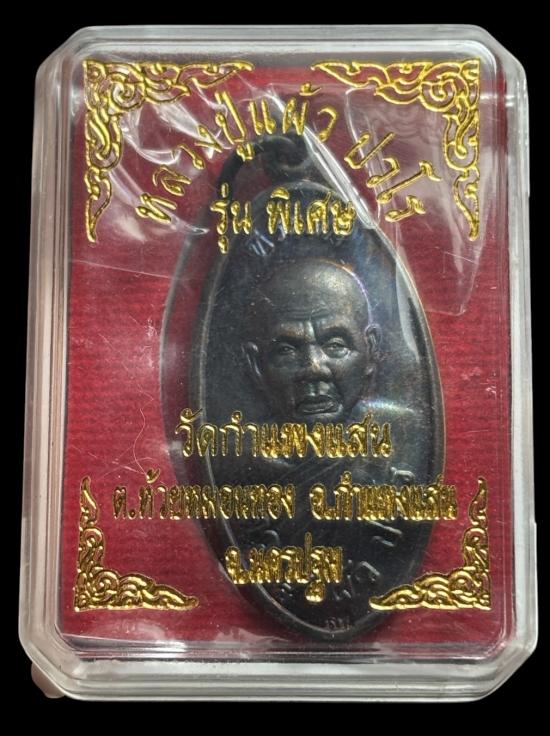 หลวงปู่แผ้ว ปวโร
รุ่น พิเศษ
วัดกำแพงแสน
ต.ห้วยหมอนทอง อ.กำแพงแสน
จ.นครปฐม